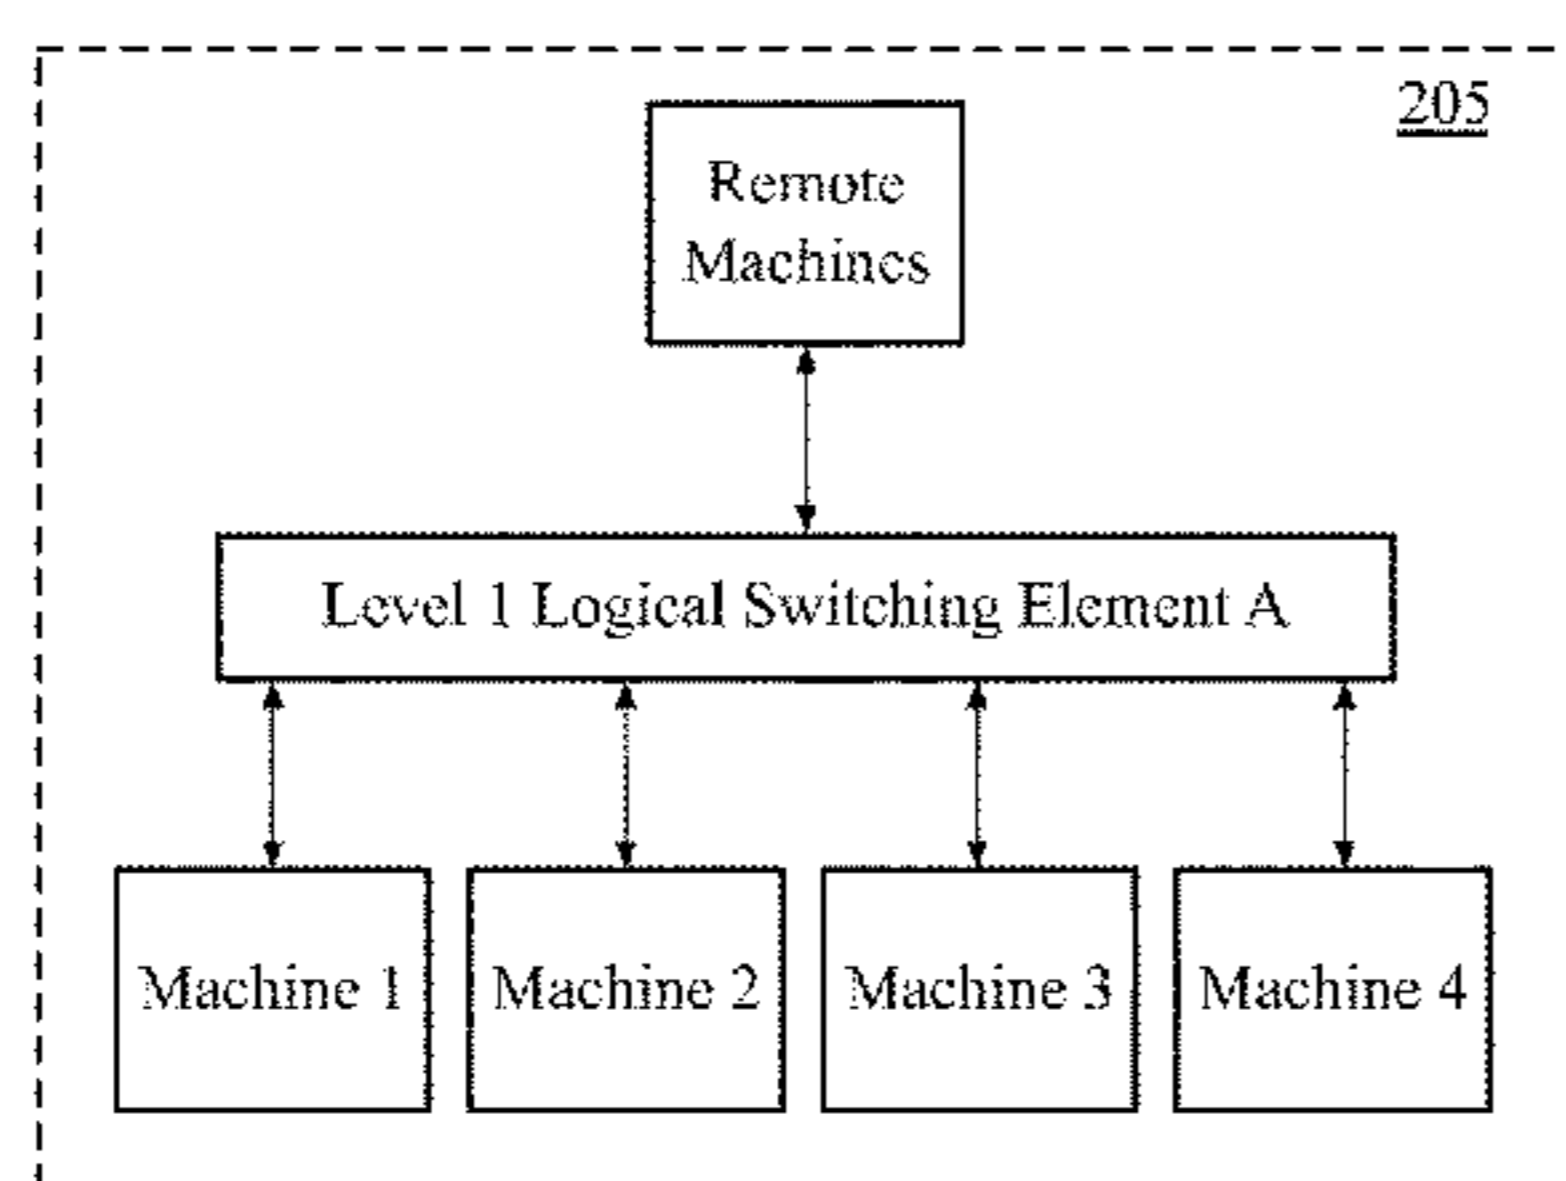 205
Remote
Machines
Level 1 Logical Switching Element A
Machine 1
Machine 2
Machine 3
Machine 4